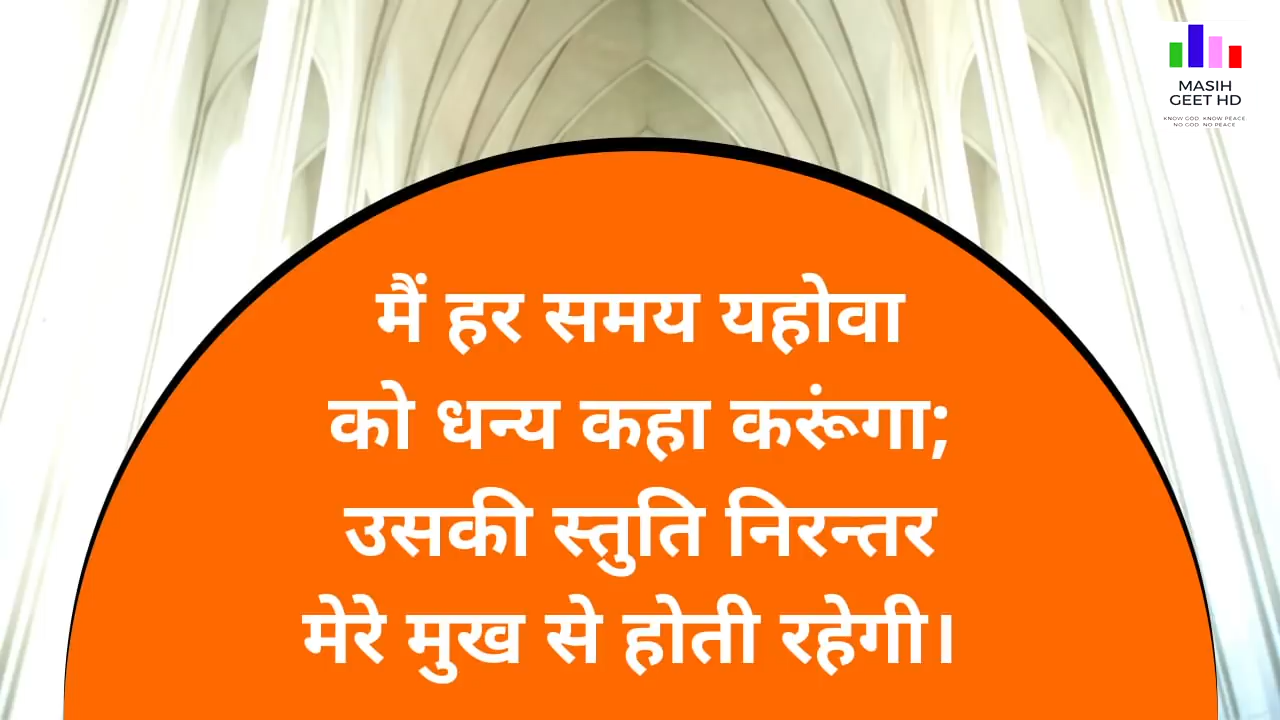 MASIH
GEET HD
KNOW GOD, KNOW PEACE
NO GOD, NO PEACE
मैं हर समय यहोवा
को धन्य कहा करूंगा;
उसकी स्तुति निरन्तर
मेरे मुख से होती रहेगी।